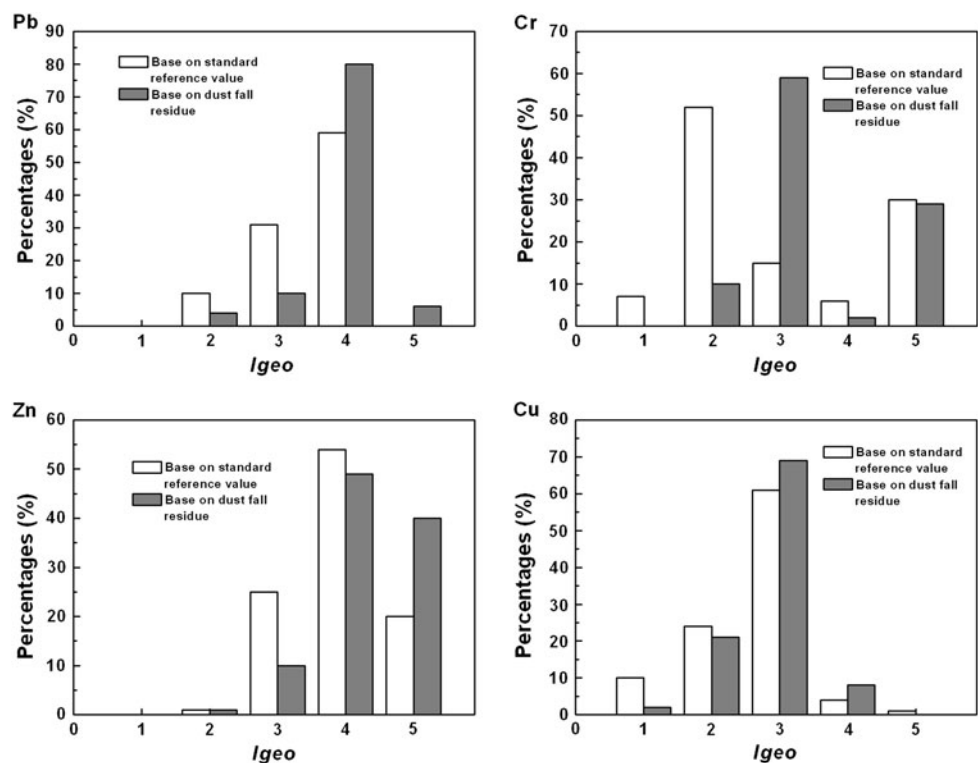 Pb
90
80
70
60
50
40
30
20
10
0
Percentages (%)
Base on standard
reference value
Base on dust fall
residue
0 1 2 3 4 5
Igeo
Cr
70
60
50
40
30
20
10
0
Percentages (%)
Base on standard
reference value
Base on dust fall
residue
0 1 2 3 4 5
Igeo
Zn
60
50
40
30
20
10
0
Percentages (%)
Base on standard
reference value
Base on dust fall
residue
0 1 2 3 4 5
Igeo
Cu
80
70
60
50
40
30
20
10
0
Percentages (%)
Base on standard
reference value
Base on dust fall
residue
0 1 2 3 4 5
Igeo